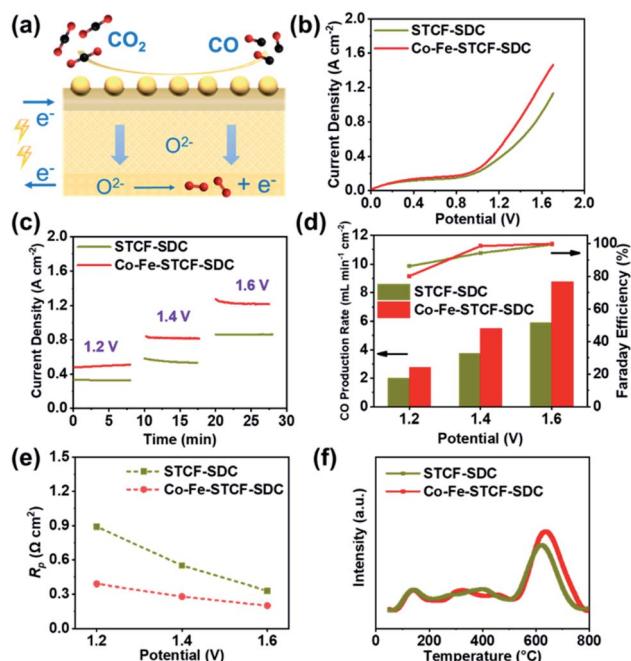 (a)
CO2
CO
e-
O2-
e-
O2-
+ e-
(b)
Current Density (A cm-2)
2.0
1.6
1.2
0.8
0.4
0.0
STCF-SDC
Co-Fe-STCF-SDC
0.0 0.4 0.8 1.2 1.6 2.0
Potential (V)
(c)
Current Density (A cm-2)
2.4
2.0
1.6
1.2
0.8
0.4
0.0
STCF-SDC
Co-Fe-STCF-SDC
1.2 V
1.4 V
1.6 V
0 5 10 15 20 25 30
Time (min)
(d)
CO Production Rate (mL min-1 cm-2)
12
10
8
6
4
2
0
STCF-SDC
Co-Fe-STCF-SDC
100
80
60
40
20
0
Faraday Efficiency (%)
1.2 1.4 1.6
Potential (V)
(e)
Rp (Ω cm2)
1.5
1.2
0.9
0.6
0.3
0.0
STCF-SDC
Co-Fe-STCF-SDC
1.2 1.4 1.6
Potential (V)
(f)
Intensity (a.u.)
STCF-SDC
Co-Fe-STCF-SDC
0 200 400 600 800
Temperature (°C)